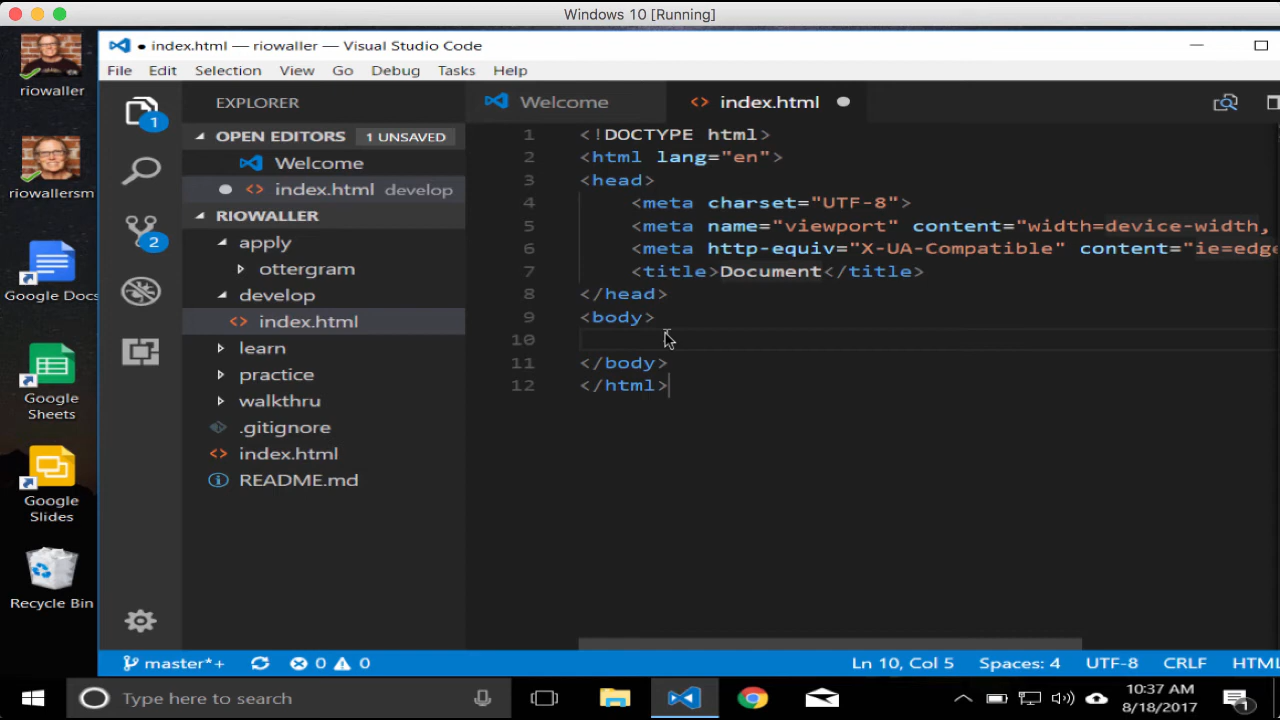 Windows 10 [Running]
riowaller
riowallersm
Google Docs
Google Sheets
Google Slides
Recycle Bin
● index.html — riowaller — Visual Studio Code
File Edit Selection View Go Debug Tasks Help
EXPLORER
OPEN EDITORS 1 UNSAVED
Welcome
index.html develop
RIOWALLER
apply
ottergram
develop
index.html
learn
practice
walkthru
.gitignore
index.html
README.md
1
2
Welcome index.html
1 <!DOCTYPE html>
2 <html lang="en">
3 <head>
4 <meta charset="UTF-8">
5 <meta name="viewport" content="width=device-width,
6 <meta http-equiv="X-UA-Compatible" content="ie=edge
7 <title>Document</title>
8 </head>
9 <body>
10
11 </body>
12 </html>
master*+ 0 0 Ln 10, Col 5 Spaces: 4 UTF-8 CRLF HTML
Type here to search
10:37 AM
8/18/2017
1